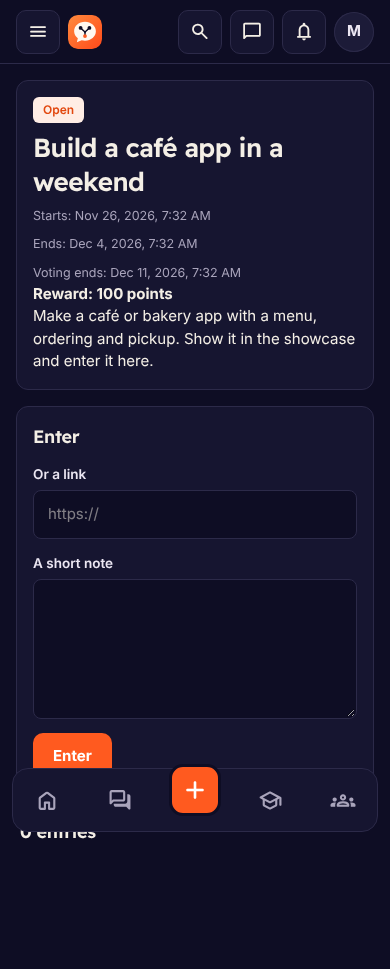 M
Open
Build a café app in a
weekend
Starts: Nov 26, 2026, 7:32 AM
Ends: Dec 4, 2026, 7:32 AM
Voting ends: Dec 11, 2026, 7:32 AM
Reward: 100 points
Make a café or bakery app with a menu,
ordering and pickup. Show it in the showcase
and enter it here.
Enter
Or a link
https://
A short note
Enter
0 entries